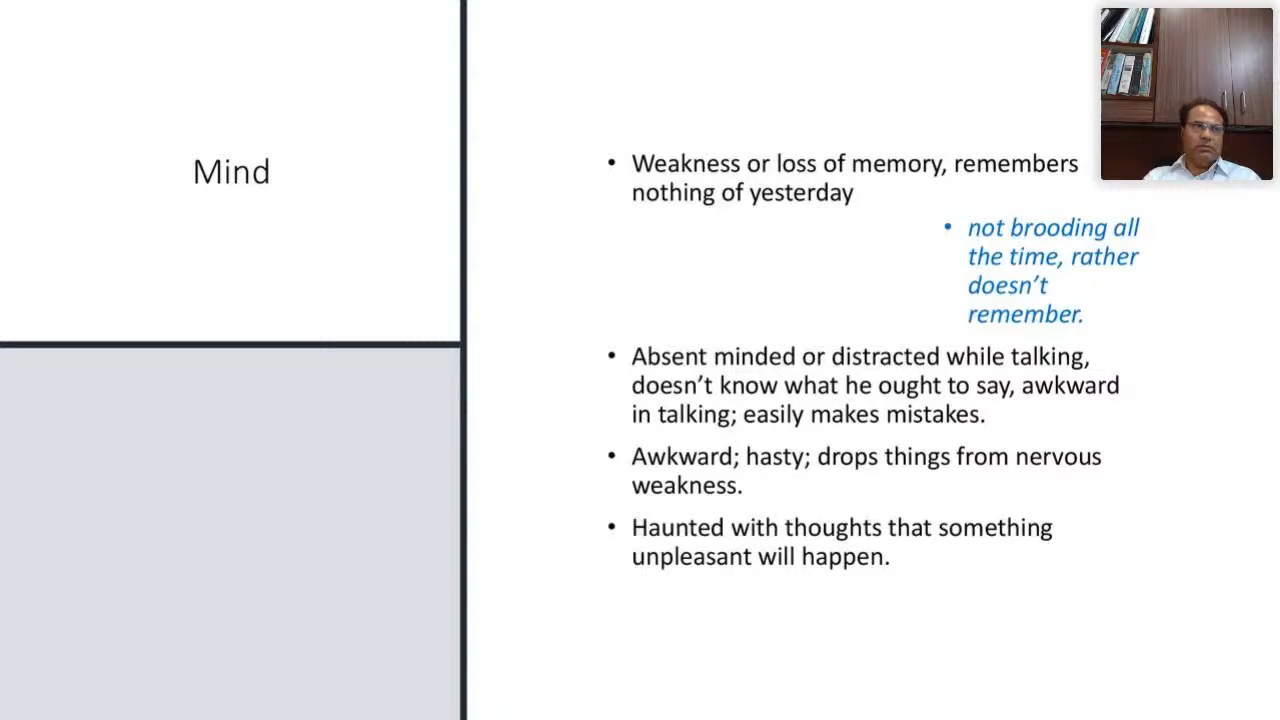 Mind
• Weakness or loss of memory, remembers
nothing of yesterday
• not brooding all
the time, rather
doesn’t
remember.
• Absent minded or distracted while talking,
doesn’t know what he ought to say, awkward
in talking; easily makes mistakes.
• Awkward; hasty; drops things from nervous
weakness.
• Haunted with thoughts that something
unpleasant will happen.